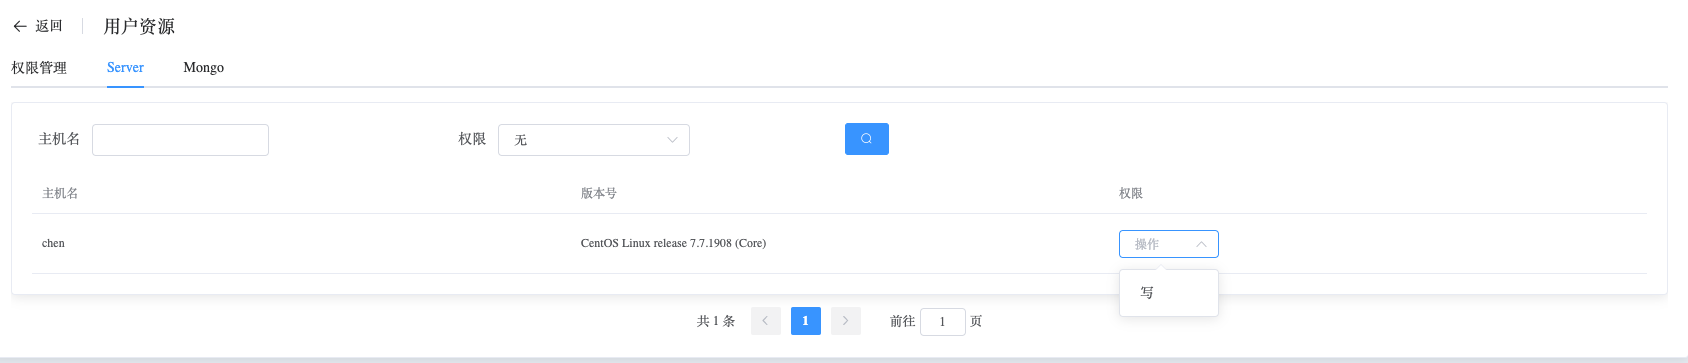 返回 用户资源
权限管理 Server Mongo
主机名 权限 无
主机名 版本号 权限
chen CentOS Linux release 7.7.1908 (Core) 操作
写
共 1 条 1 前往 1 页